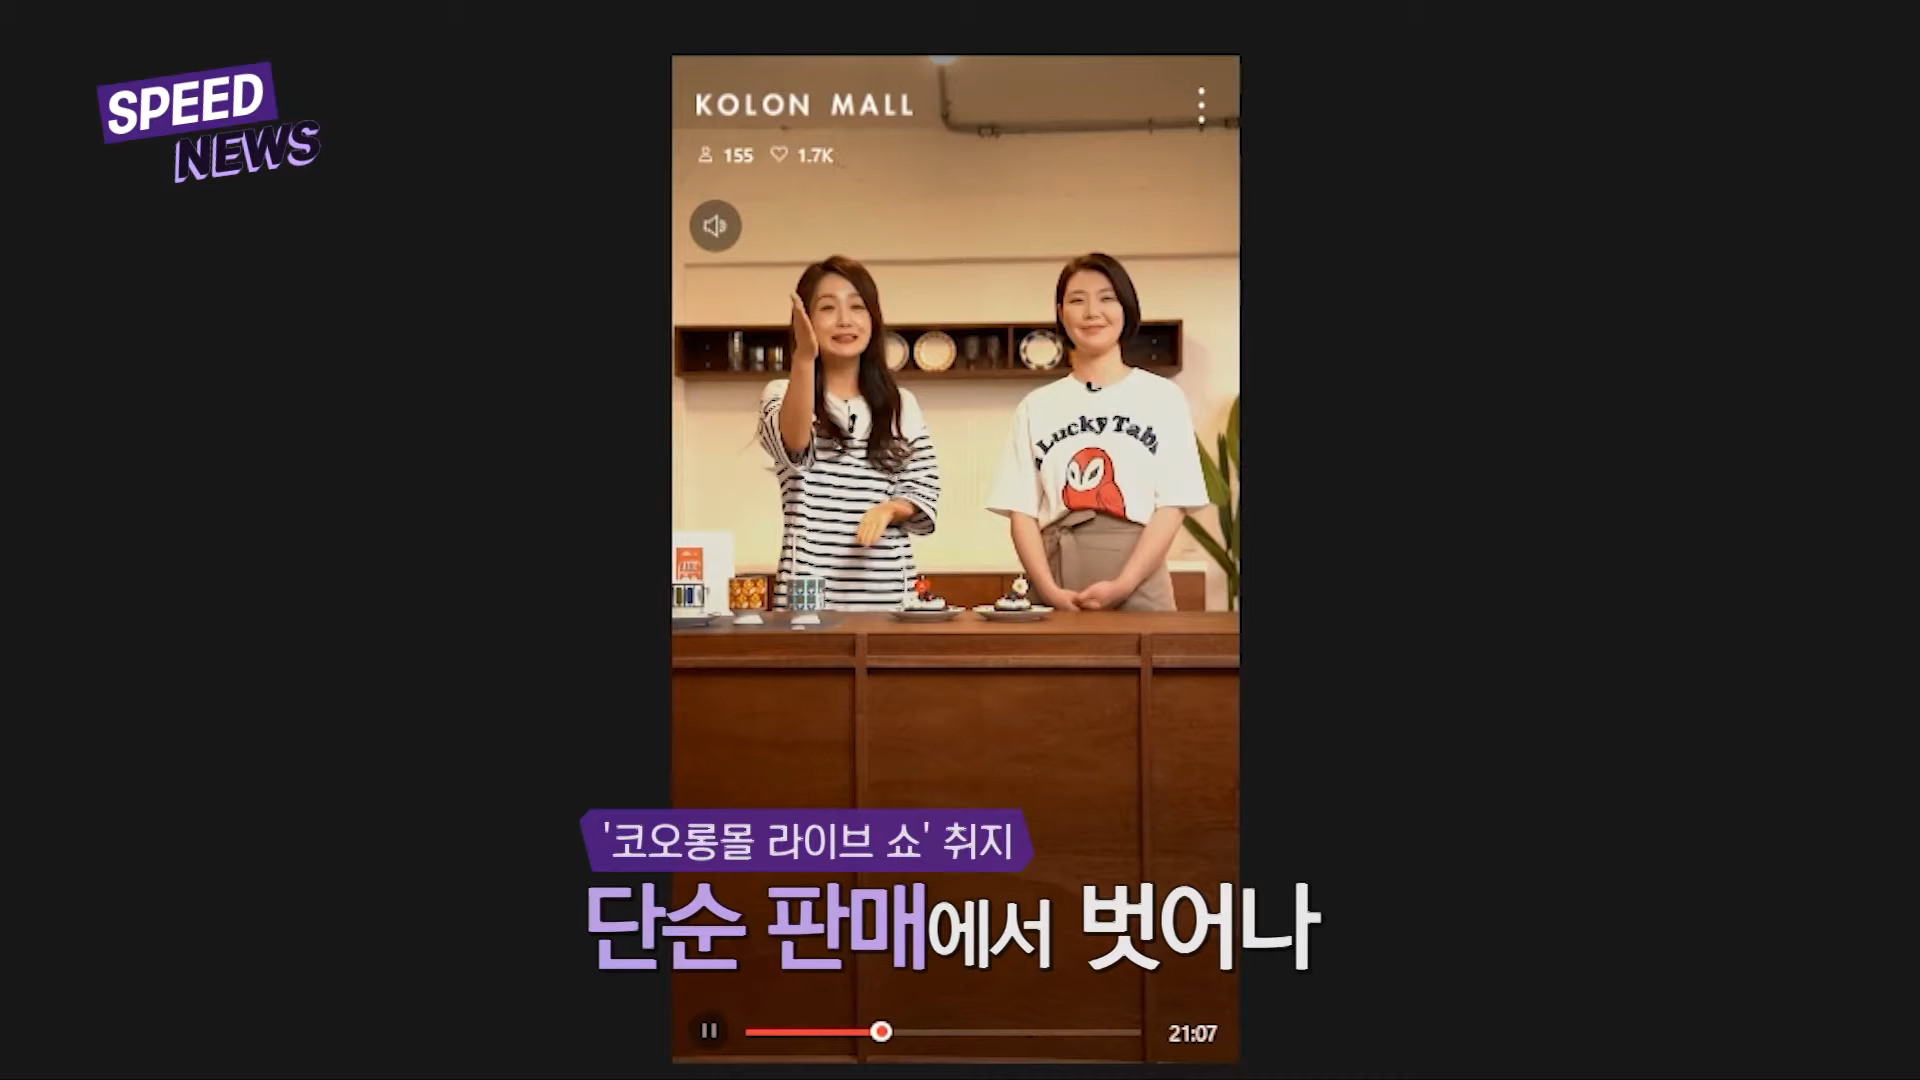 SPEED
NEWS
KOLON MALL
155 1.7K
Lucky Tab
'코오롱몰 라이브 쇼' 취지
단순 판매에서 벗어나
21:07